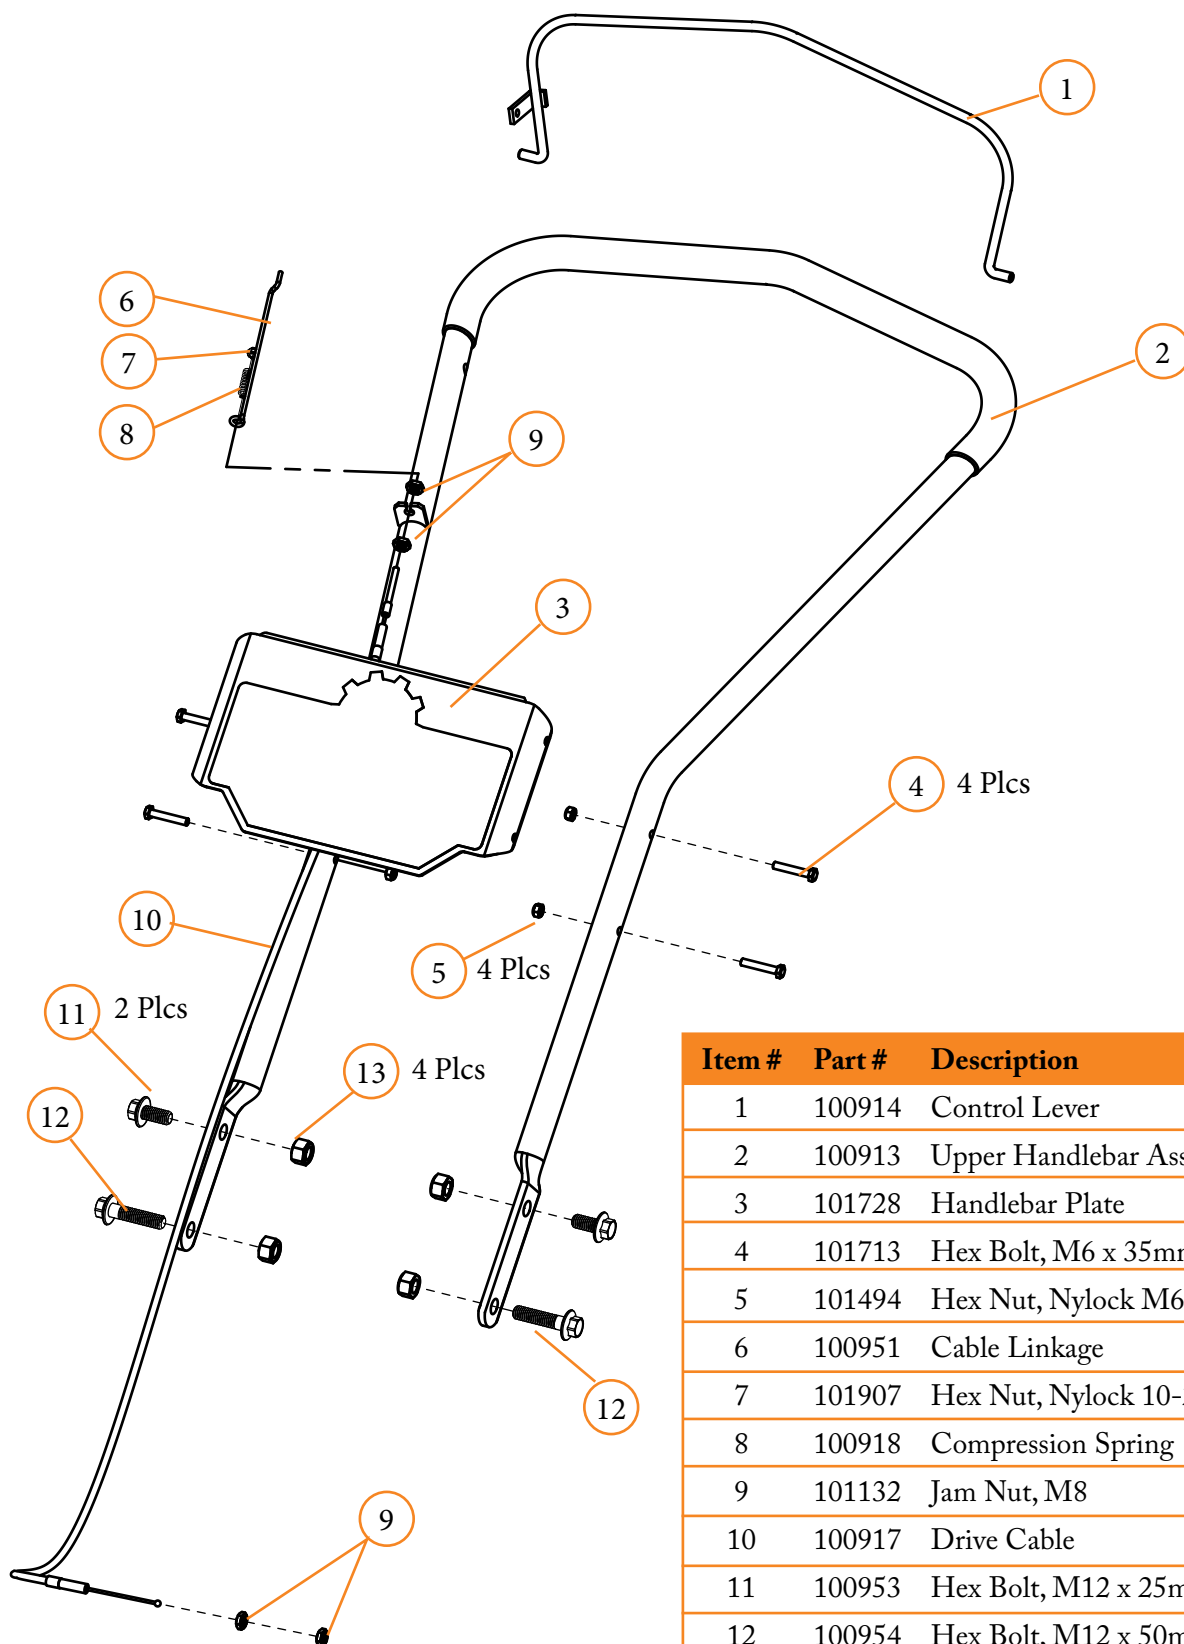 1
2
6
7
8
9
3
4 4 Plcs
10
5 4 Plcs
11 2 Plcs
13 4 Plcs
12
12
9
Item # Part # Description
1 100914 Control Lever
2 100913 Upper Handlebar Ass
3 101728 Handlebar Plate
4 101713 Hex Bolt, M6 x 35mm
5 101494 Hex Nut, Nylock M6
6 100951 Cable Linkage
7 101907 Hex Nut, Nylock 10-
8 100918 Compression Spring
9 101132 Jam Nut, M8
10 100917 Drive Cable
11 100953 Hex Bolt, M12 x 25m
12 100954 Hex Bolt, M12 x 50m